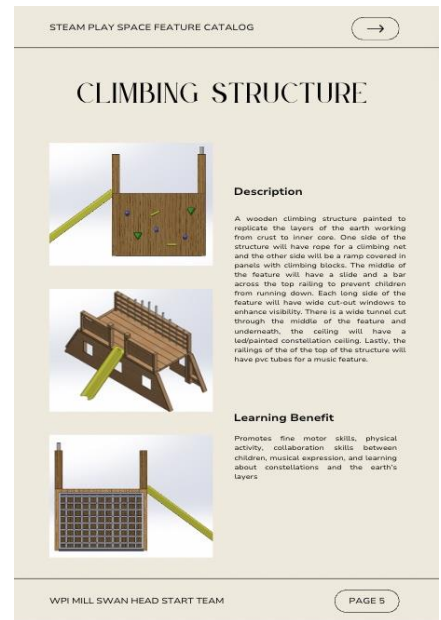 STEAM PLAY SPACE FEATURE CATALOG
CLIMBING STRUCTURE
Description
A wooden climbing structure painted to
replicate the layers of the earth working
from crust to inner core. One side of the
structure will have rope for a climbing net
and the other side will be a ramp covered in
panels with climbing blocks. The middle of
the feature will have a slide and a bar
across the top railing to prevent children
from running down. Each long side of the
feature will have wide cut-out windows to
enhance visibility. There is a wide tunnel cut
through the middle of the feature and
underneath, the ceiling will have a
led/painted constellation ceiling. Lastly, the
railings of the of the top of the structure will
have pvc tubes for a music feature.
Learning Benefit
Promotes fine motor skills, physical
activity, collaboration skills between
children, musical expression, and learning
about constellations and the earth's
layers
WPI MILL SWAN HEAD START TEAM
PAGE 5